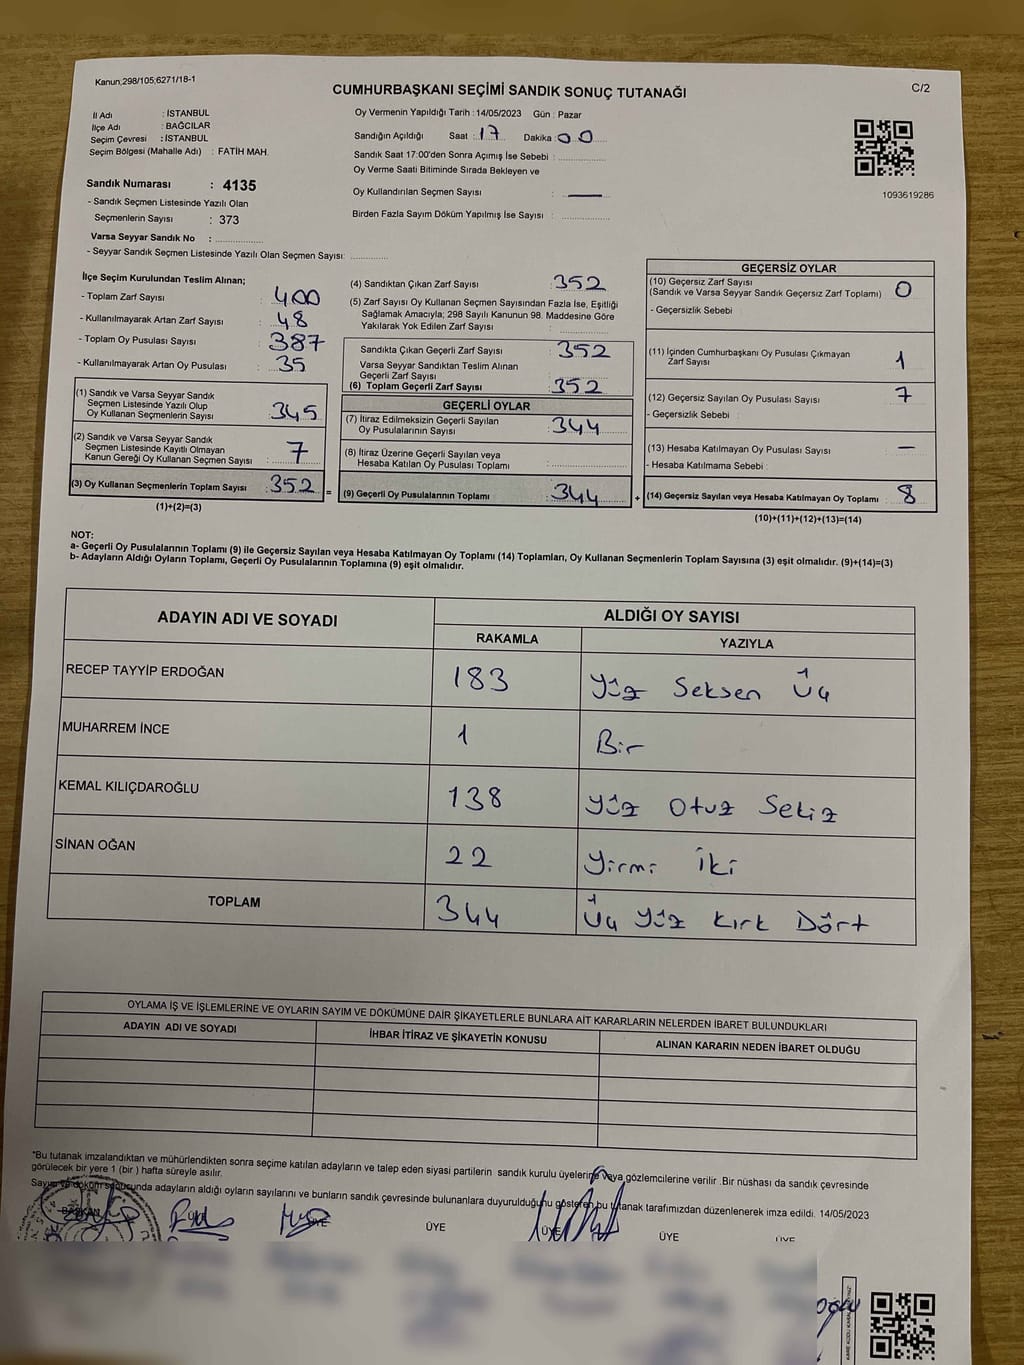 Kanun;298/105;6271/18-1
CUMHURBAŞKANI SEÇİMİ SANDIK SONUÇ TUTANAĞI
C/2
İl Adı : İSTANBUL
İlçe Adı : BAĞCILAR
Seçim Çevresi : İSTANBUL
Seçim Bölgesi (Mahalle Adı) : FATİH MAH.
Oy Vermenin Yapıldığı Tarih : 14/05/2023 Gün : Pazar
Sandığın Açıldığı Saat : 17 Dakika : 00
Sandık Saat 17:00'den Sonra Açımış İse Sebebi :
Oy Verme Saati Bitiminde Sırada Bekleyen ve
Oy Kullandırılan Seçmen Sayısı : —
Birden Fazla Sayım Döküm Yapılmış İse Sayısı :
1093619286
Sandık Numarası : 4135
- Sandık Seçmen Listesinde Yazılı Olan
Seçmenlerin Sayısı : 373
Varsa Seyyar Sandık No :
- Seyyar Sandık Seçmen Listesinde Yazılı Olan Seçmen Sayısı:
İlçe Seçim Kurulundan Teslim Alınan;
- Toplam Zarf Sayısı : 400
- Kullanılmayarak Artan Zarf Sayısı : 48
- Toplam Oy Pusulası Sayısı : 387
- Kullanılmayarak Artan Oy Pusulası : 35
(1) Sandık ve Varsa Seyyar Sandık
Seçmen Listesinde Yazılı Olup
Oy Kullanan Seçmenlerin Sayısı : 345
(2) Sandık ve Varsa Seyyar Sandık
Seçmen Listesinde Kayıtlı Olmayan
Kanun Gereği Oy Kullanan Seçmen Sayısı : 7
(3) Oy Kullanan Seçmenlerin Toplam Sayısı : 352
(1)+(2)=(3)
=
(4) Sandıktan Çıkan Zarf Sayısı : 352
(5) Zarf Sayısı Oy Kullanan Seçmen Sayısından Fazla İse, Eşitliği
Sağlamak Amacıyla; 298 Sayılı Kanunun 98. Maddesine Göre
Yakılarak Yok Edilen Zarf Sayısı :
Sandıkta Çıkan Geçerli Zarf Sayısı : 352
Varsa Seyyar Sandıktan Teslim Alınan
Geçerli Zarf Sayısı :
(6) Toplam Geçerli Zarf Sayısı : 352
GEÇERLİ OYLAR
(7) İtiraz Edilmeksizin Geçerli Sayılan
Oy Pusulalarının Sayısı : 344
(8) İtiraz Üzerine Geçerli Sayılan veya
Hesaba Katılan Oy Pusulası Toplamı :
(9) Geçerli Oy Pusulalarının Toplamı : 344
+
GEÇERSİZ OYLAR
(10) Geçersiz Zarf Sayısı
(Sandık ve Varsa Seyyar Sandık Geçersiz Zarf Toplamı) : 0
- Geçersizlik Sebebi
(11) İçinden Cumhurbaşkanı Oy Pusulası Çıkmayan
Zarf Sayısı : 1
(12) Geçersiz Sayılan Oy Pusulası Sayısı : 7
- Geçersizlik Sebebi :
(13) Hesaba Katılmayan Oy Pusulası Sayısı : —
- Hesaba Katılmama Sebebi :
(14) Geçersiz Sayılan veya Hesaba Katılmayan Oy Toplamı : 8
(10)+(11)+(12)+(13)=(14)
NOT:
a- Geçerli Oy Pusulalarının Toplamı (9) ile Geçersiz Sayılan veya Hesaba Katılmayan Oy Toplamı (14) Toplamları, Oy Kullanan Seçmenlerin Toplam Sayısına (3) eşit olmalıdır. (9)+(14)=(3)
b- Adayların Aldığı Oyların Toplamı, Geçerli Oy Pusulalarının Toplamına (9) eşit olmalıdır.
ADAYIN ADI VE SOYADI
ALDIĞI OY SAYISI
RAKAMLA YAZIYLA
RECEP TAYYİP ERDOĞAN 183 Yüz Seksen Üç
MUHARREM İNCE 1 Bir
KEMAL KILIÇDAROĞLU 138 Yüz Otuz Sekiz
SİNAN OĞAN 22 Yirmi İki
TOPLAM 344 Üç Yüz Kırk Dört
OYLAMA İŞ VE İŞLEMLERİNE VE OYLARIN SAYIM VE DÖKÜMÜNE DAİR ŞİKAYETLERLE BUNLARA AİT KARARLARIN NELERDEN İBARET BULUNDUKLARI
ADAYIN ADI VE SOYADI İHBAR İTİRAZ VE ŞİKAYETİN KONUSU ALINAN KARARIN NEDEN İBARET OLDUĞU
*Bu tutanak imzalandıktan ve mühürlendikten sonra seçime katılan adayların ve talep eden siyasi partilerin sandık kurulu üyelerine veya gözlemcilerine verilir .Bir nüshası da sandık çevresinde
görülecek bir yere 1 (bir ) hafta süreyle asılır.
Sayım ve döküm sonucunda adayların aldığı oyların sayılarını ve bunların sandık çevresinde bulunanlara duyurulduğunu gösteren bu tutanak tarafımızdan düzenlenerek imza edildi. 14/05/2023
BAŞKAN ÜYE ÜYE ÜYE ÜYE ÜYE ÜYE